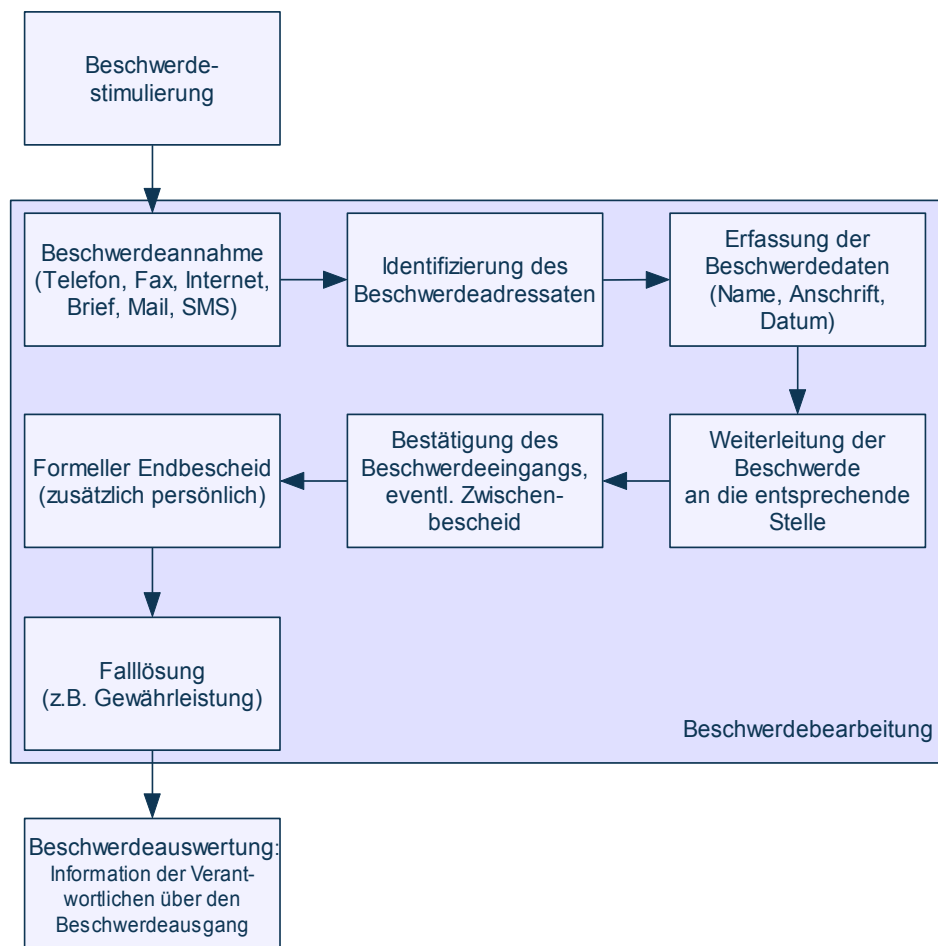 Beschwerde-
stimulierung
Beschwerdeannahme
(Telefon, Fax, Internet,
Brief, Mail, SMS)
Identifizierung des
Beschwerdeadressaten
Erfassung der
Beschwerdedaten
(Name, Anschrift,
Datum)
Weiterleitung der
Beschwerde
an die entsprechende
Stelle
Bestätigung des
Beschwerdeeingangs,
eventl. Zwischen-
bescheid
Formeller Endbescheid
(zusätzlich persönlich)
Falllösung
(z.B. Gewährleistung)
Beschwerdebearbeitung
Beschwerdeauswertung:
Information der Verant-
wortlichen über den
Beschwerdeausgang